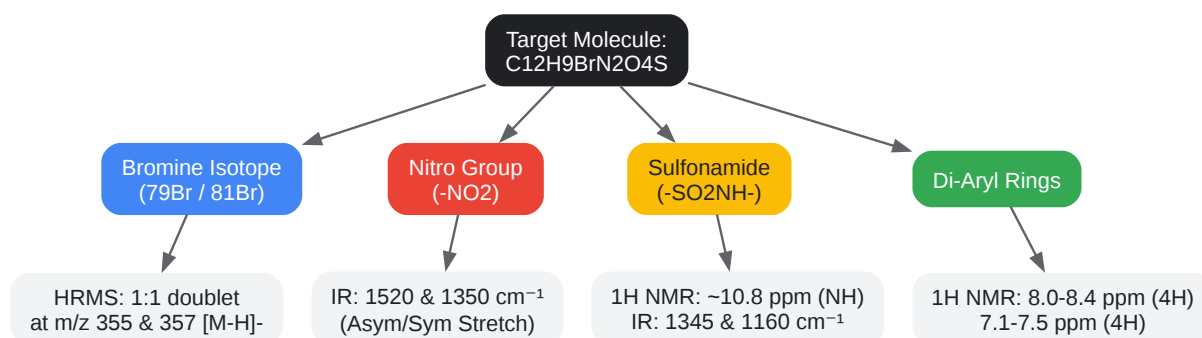 Target Molecule:
C12H9BrN2O4S
Bromine Isotope
(79Br / 81Br)
Nitro Group
(-NO2)
Sulfonamide
(-SO2NH-)
Di-Aryl Rings
HRMS: 1:1 doublet
at m/z 355 & 357 [M-H]-
IR: 1520 & 1350 cm⁻¹
(Asym/Sym Stretch)
1H NMR: ~10.8 ppm (NH)
IR: 1345 & 1160 cm⁻¹
1H NMR: 8.0-8.4 ppm (4H)
7.1-7.5 ppm (4H)